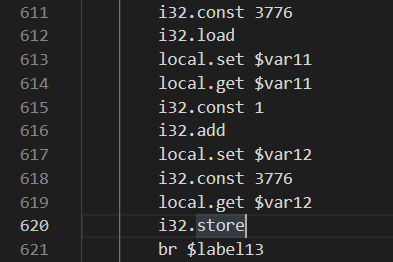 611 i32.const 3776
612 i32.load
613 local.set $var11
614 local.get $var11
615 i32.const 1
616 i32.add
617 local.set $var12
618 i32.const 3776
619 local.get $var12
620 i32.store
621 br $label13